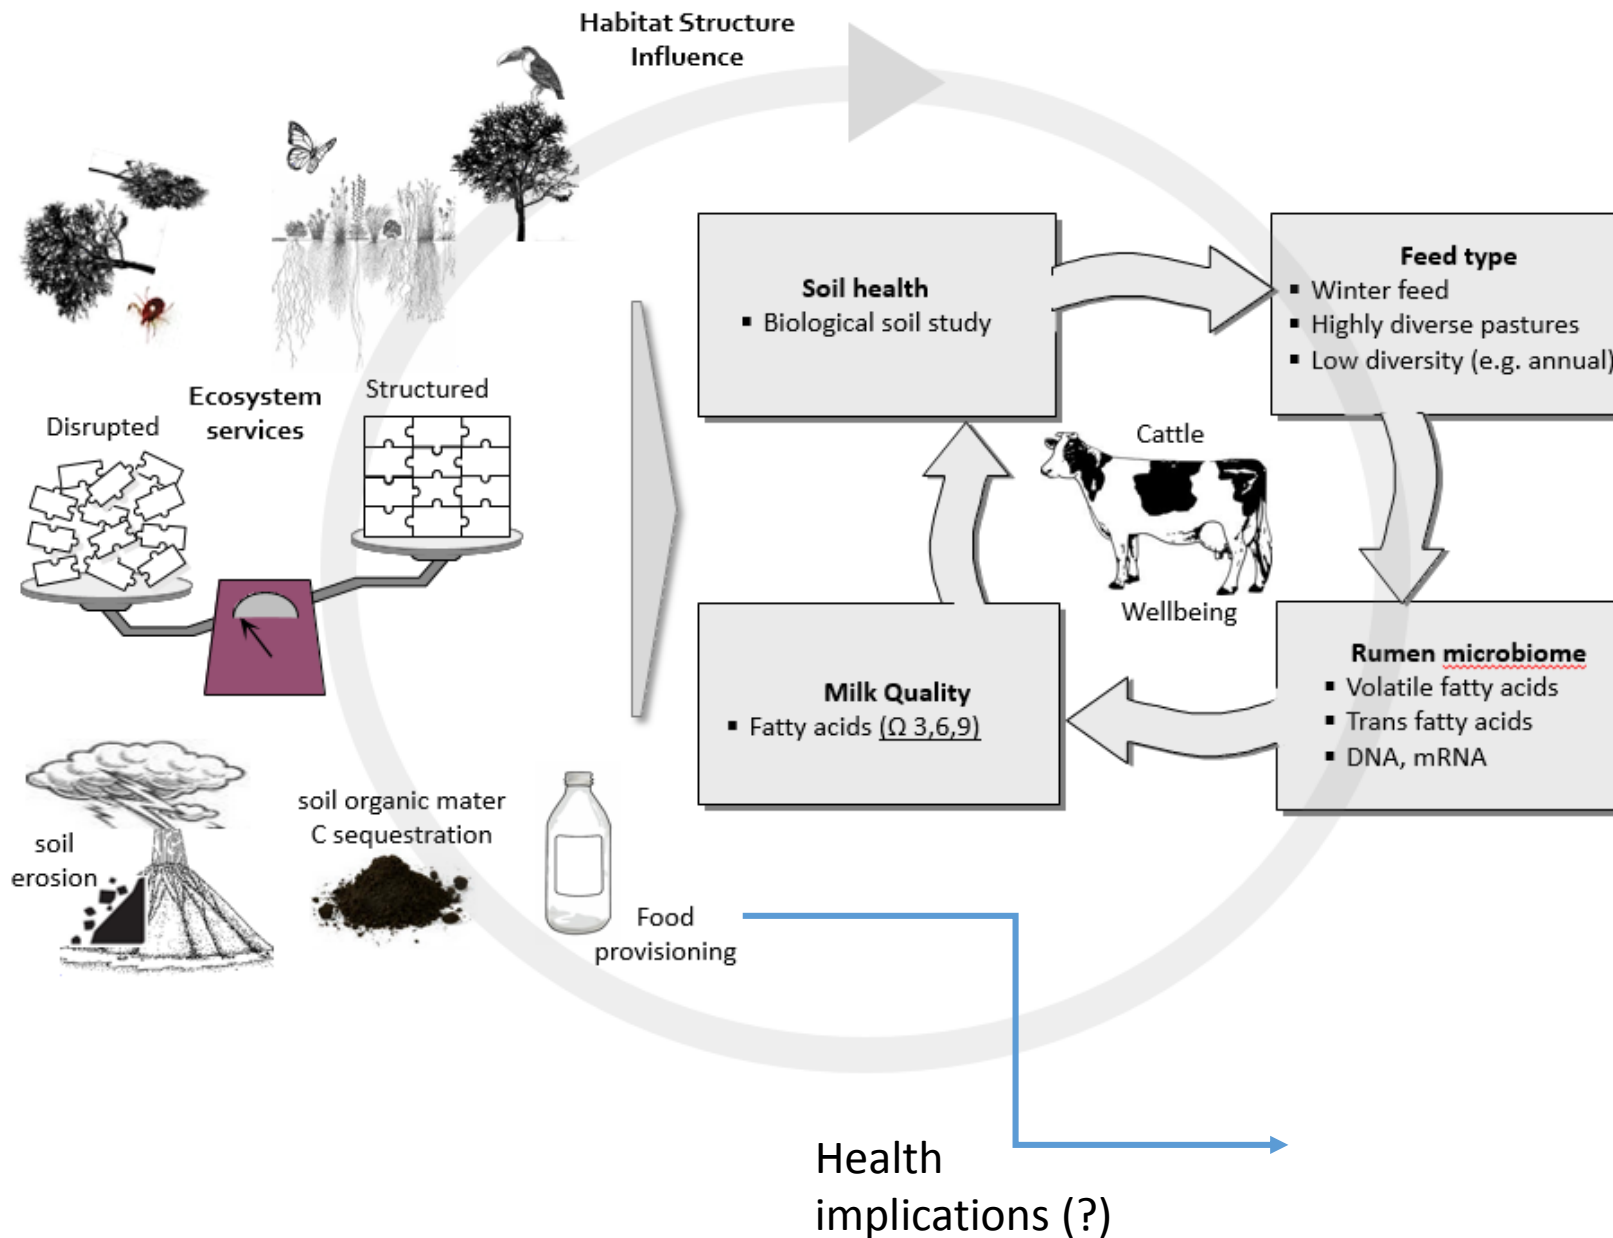 Habitat Structure
Influence
Ecosystem
services
Structured
Disrupted
Soil health
▪ Biological soil study
Feed type
▪ Winter feed
▪ Highly diverse pastures
▪ Low diversity (e.g. annual)
Cattle
Wellbeing
Milk Quality
▪ Fatty acids (Ω 3,6,9)
Rumen microbiome
▪ Volatile fatty acids
▪ Trans fatty acids
▪ DNA, mRNA
soil
erosion
soil organic mater
C sequestration
Food
provisioning
Health
implications (?)